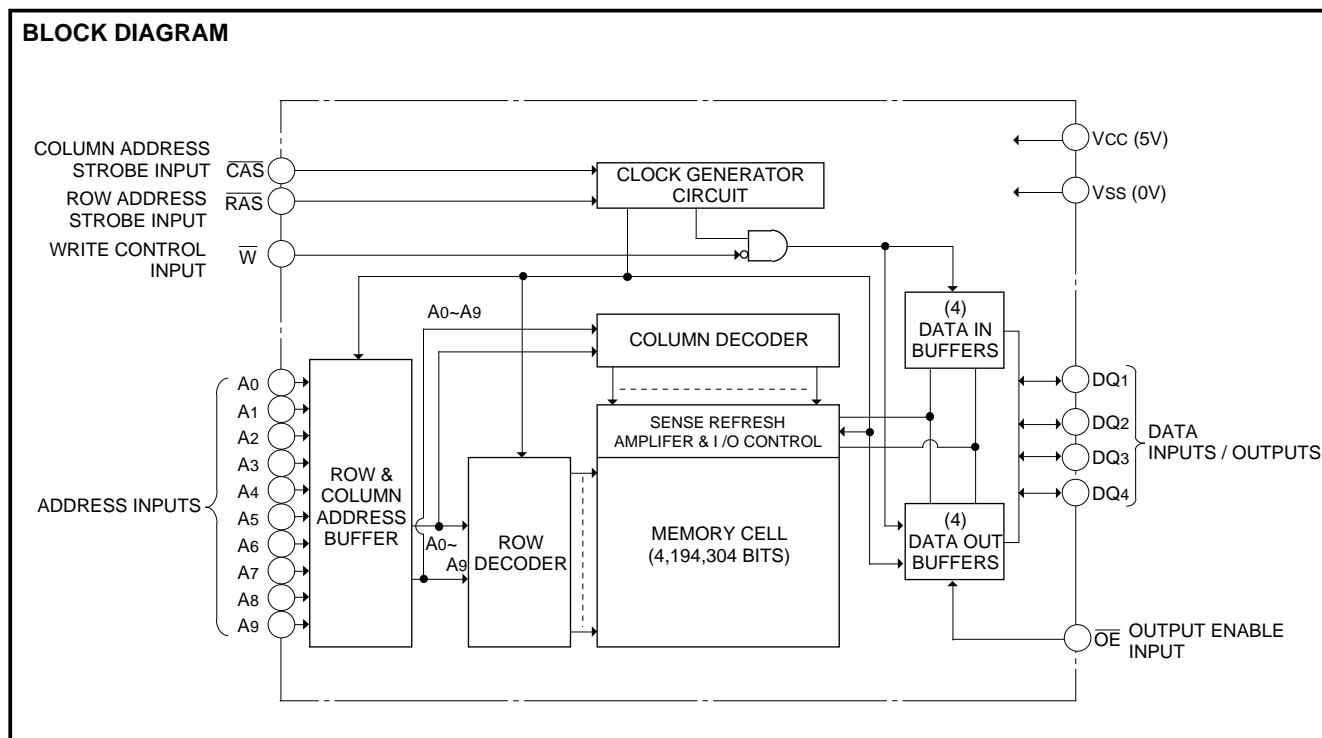 BLOCK DIAGRAM
COLUMN ADDRESS
STROBE INPUT
CAS
ROW ADDRESS
STROBE INPUT
RAS
WRITE CONTROL
INPUT
W
CLOCK GENERATOR
CIRCUIT
VCC (5V)
VSS (0V)
A0~A9
COLUMN DECODER
(4)
DATA IN
BUFFERS
SENSE REFRESH
AMPLIFER & I /O CONTROL
ADDRESS INPUTS
A0
A1
A2
A3
A4
A5
A6
A7
A8
A9
ROW &
COLUMN
ADDRESS
BUFFER
A0~
A9
ROW
DECODER
MEMORY CELL
(4,194,304 BITS)
(4)
DATA OUT
BUFFERS
DQ1
DQ2
DQ3
DQ4
DATA
INPUTS / OUTPUTS
OE
OUTPUT ENABLE
INPUT